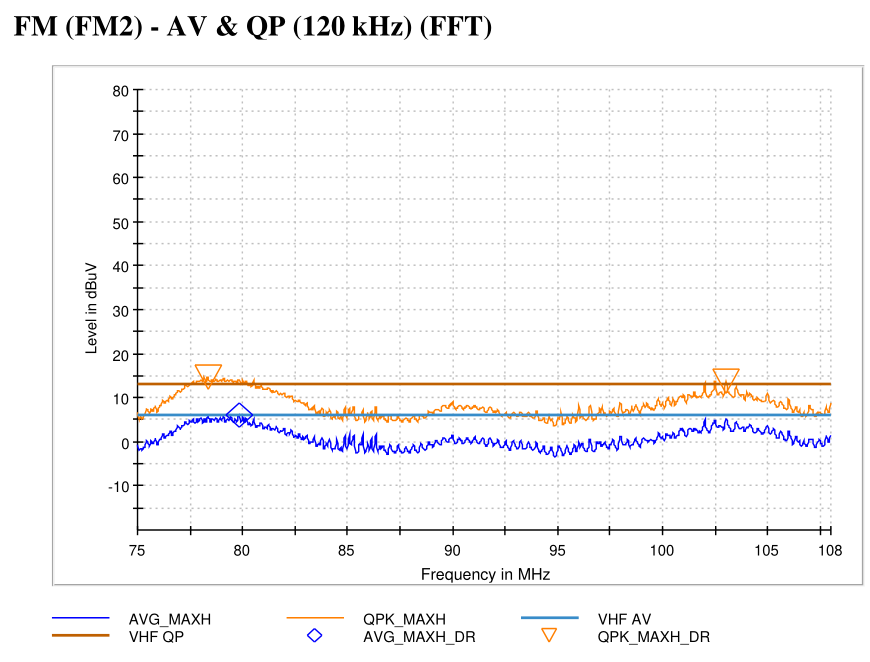 FM (FM2) - AV & QP (120 kHz) (FFT)
80
70
60
50
40
30
20
10
0
-10
Level in dBuV
75 80 85 90 95 100 105 108
Frequency in MHz
AVG_MAXH QPK_MAXH VHF AV
VHF QP AVG_MAXH_DR QPK_MAXH_DR